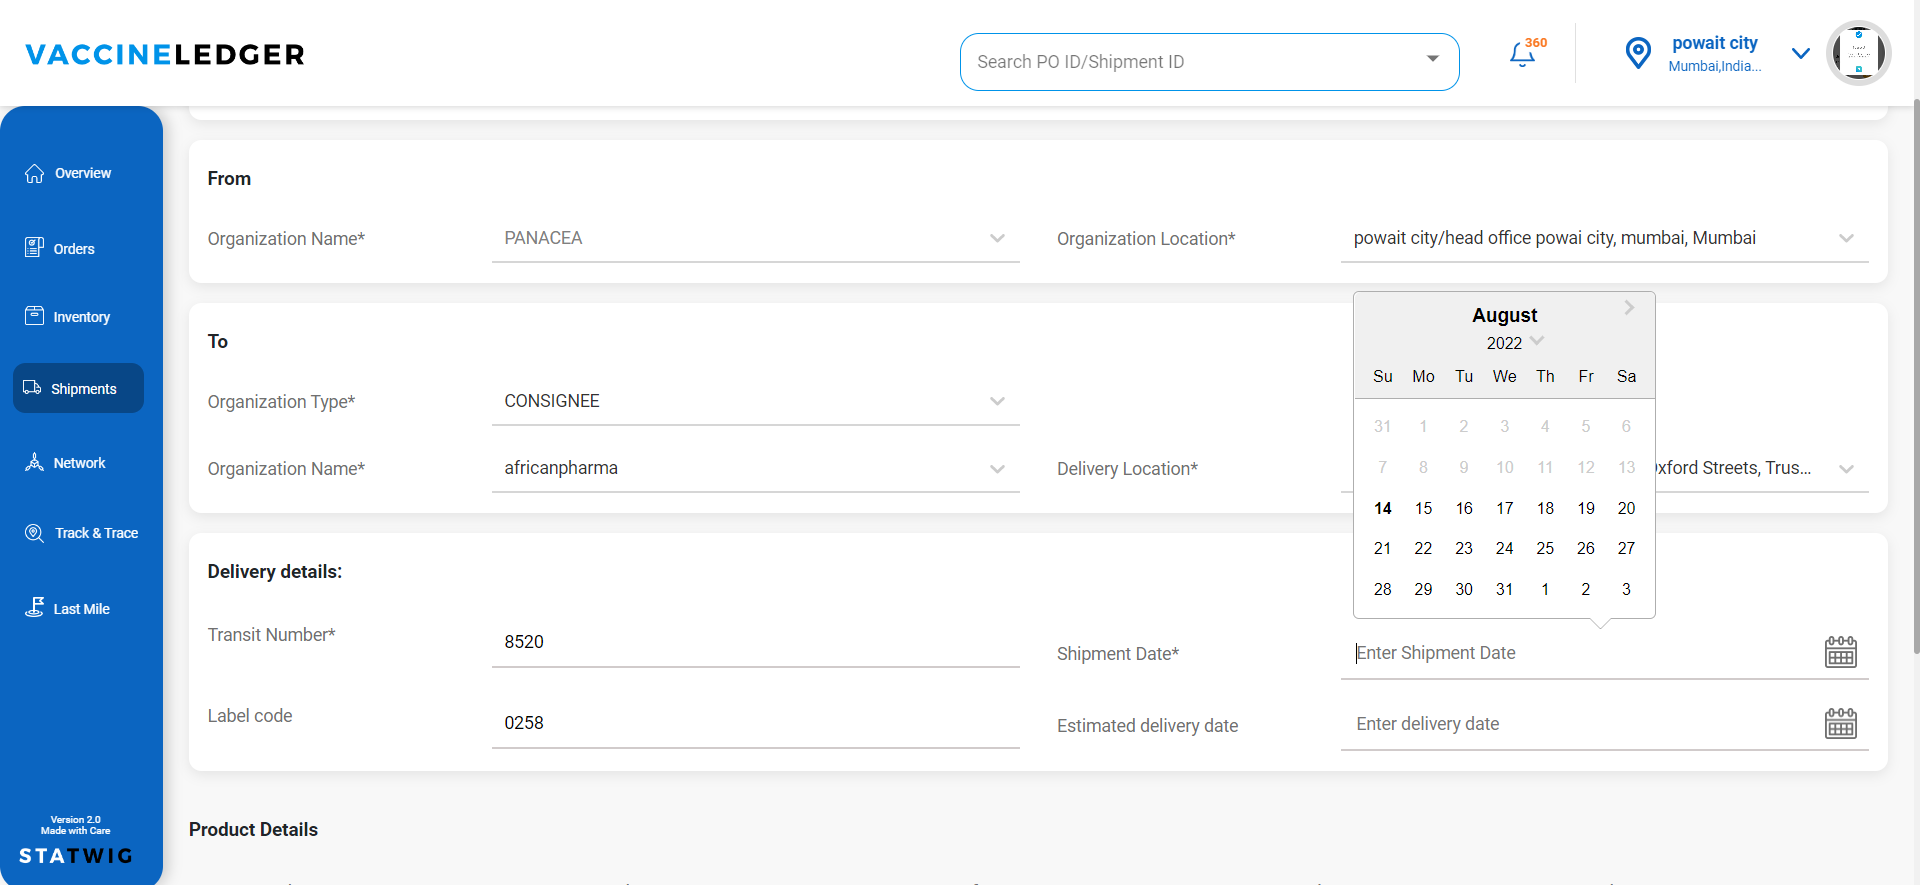 VACCINELEDGER
Search PO ID/Shipment ID
360
powait city
Mumbai,India...
Overview
Orders
Inventory
Shipments
Network
Track & Trace
Last Mile
Version 2.0
Made with Care
STATWIG
From
Organization Name*
PANACEA
Organization Location*
powait city/head office powai city, mumbai, Mumbai
To
Organization Type*
CONSIGNEE
Organization Name*
africanpharma
Delivery Location*
Oxford Streets, Trus...
August
2022
Su Mo Tu We Th Fr Sa
31 1 2 3 4 5 6
7 8 9 10 11 12 13
14 15 16 17 18 19 20
21 22 23 24 25 26 27
28 29 30 31 1 2 3
Delivery details:
Transit Number*
8520
Shipment Date*
Enter Shipment Date
Label code
0258
Estimated delivery date
Enter delivery date
Product Details